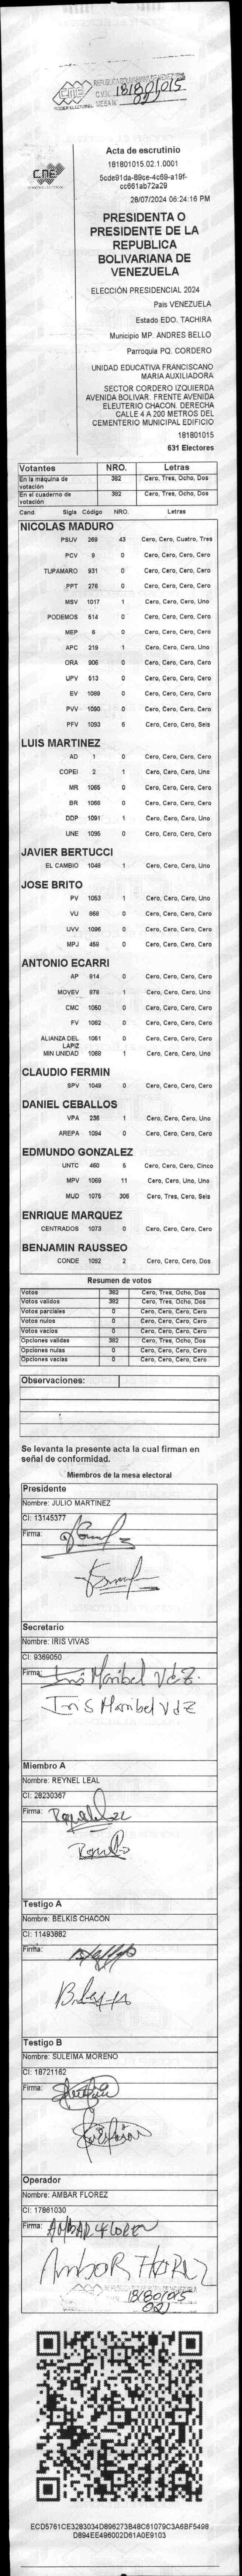 REPUBLICA BOLIVARIANA DE VENEZUELA
CNE
PODER ELECTORAL
181801015
CNE
Acta de escrutinio
181801015.02.1.0001
5cde91da-89ce-4c69-a19f-
cc661ab72a29
28/07/2024 06:24:16 PM
PRESIDENTA O
PRESIDENTE DE LA
REPUBLICA
BOLIVARIANA DE
VENEZUELA
ELECCIÓN PRESIDENCIAL 2024
Pais VENEZUELA
Estado EDO. TACHIRA
Municipio MP. ANDRES BELLO
Parroquia PQ. CORDERO
UNIDAD EDUCATIVA FRANCISCANO
MARIA AUXILIADORA
SECTOR CORDERO IZQUIERDA
AVENIDA BOLIVAR. FRENTE AVENIDA
ELEUTERIO CHACON. DERECHA
CALLE 4 A 200 METROS DEL
CEMENTERIO MUNICIPAL EDIFICIO
181801015
631 Electores
Votantes NRO. Letras
En la máquina de votación 382 Cero, Tres, Ocho, Dos
En el cuaderno de votación 382 Cero, Tres, Ocho, Dos
Cand. Sigla Código NRO. Letras
NICOLAS MADURO
PSUV 269 43 Cero, Cero, Cuatro, Tres
PCV 9 0 Cero, Cero, Cero, Cero
TUPAMARO 931 0 Cero, Cero, Cero, Cero
PPT 276 0 Cero, Cero, Cero, Cero
MSV 1017 1 Cero, Cero, Cero, Uno
PODEMOS 514 0 Cero, Cero, Cero, Cero
MEP 6 0 Cero, Cero, Cero, Cero
APC 219 1 Cero, Cero, Cero, Uno
ORA 906 0 Cero, Cero, Cero, Cero
UPV 513 0 Cero, Cero, Cero, Cero
EV 1089 0 Cero, Cero, Cero, Cero
PVV 1090 0 Cero, Cero, Cero, Cero
PFV 1093 6 Cero, Cero, Cero, Seis
LUIS MARTINEZ
AD 1 0 Cero, Cero, Cero, Cero
COPEI 2 1 Cero, Cero, Cero, Uno
MR 1065 0 Cero, Cero, Cero, Cero
BR 1066 0 Cero, Cero, Cero, Cero
DDP 1091 1 Cero, Cero, Cero, Uno
UNE 1095 0 Cero, Cero, Cero, Cero
JAVIER BERTUCCI
EL CAMBIO 1048 1 Cero, Cero, Cero, Uno
JOSE BRITO
PV 1053 1 Cero, Cero, Cero, Uno
VU 868 0 Cero, Cero, Cero, Cero
UVV 1096 0 Cero, Cero, Cero, Cero
MPJ 458 0 Cero, Cero, Cero, Cero
ANTONIO ECARRI
AP 814 0 Cero, Cero, Cero, Cero
MOVEV 878 1 Cero, Cero, Cero, Uno
CMC 1050 0 Cero, Cero, Cero, Cero
FV 1062 0 Cero, Cero, Cero, Cero
ALIANZA DEL LAPIZ 1051 0 Cero, Cero, Cero, Cero
MIN UNIDAD 1068 1 Cero, Cero, Cero, Uno
CLAUDIO FERMIN
SPV 1049 0 Cero, Cero, Cero, Cero
DANIEL CEBALLOS
VPA 236 1 Cero, Cero, Cero, Uno
AREPA 1094 0 Cero, Cero, Cero, Cero
EDMUNDO GONZALEZ
UNTC 460 5 Cero, Cero, Cero, Cinco
MPV 1069 11 Cero, Cero, Uno, Uno
MUD 1075 306 Cero, Tres, Cero, Seis
ENRIQUE MARQUEZ
CENTRADOS 1073 0 Cero, Cero, Cero, Cero
BENJAMIN RAUSSEO
CONDE 1092 2 Cero, Cero, Cero, Dos
Resumen de votos
Votos 382 Cero, Tres, Ocho, Dos
Votos validos 382 Cero, Tres, Ocho, Dos
Votos parciales 0 Cero, Cero, Cero, Cero
Votos nulos 0 Cero, Cero, Cero, Cero
Votos vacios 0 Cero, Cero, Cero, Cero
Opciones validas 382 Cero, Tres, Ocho, Dos
Opciones nulas 0 Cero, Cero, Cero, Cero
Opciones vacias 0 Cero, Cero, Cero, Cero
Observaciones:
Se levanta la presente acta la cual firman en
señal de conformidad.
Miembros de la mesa electoral
Presidente
Nombre: JULIO MARTINEZ
CI: 13145377
Firma:
Secretario
Nombre: IRIS VIVAS
CI: 9369050
Firma: Iris Maribel VdZ.
Iris Maribel VdZ
Miembro A
Nombre: REYNEL LEAL
CI: 28230367
Firma:
Testigo A
Nombre: BELKIS CHACON
CI: 11493882
Firma:
Testigo B
Nombre: SULEIMA MORENO
CI: 18721162
Firma:
Operador
Nombre: AMBAR FLOREZ
CI: 17861030
Firma: AMBAR FLOREZ
AMBAR FLOREZ
181801015
ECD5761CE3283034D896273B48C61079C3A6BF5498
D894EE496002D61A0E9103